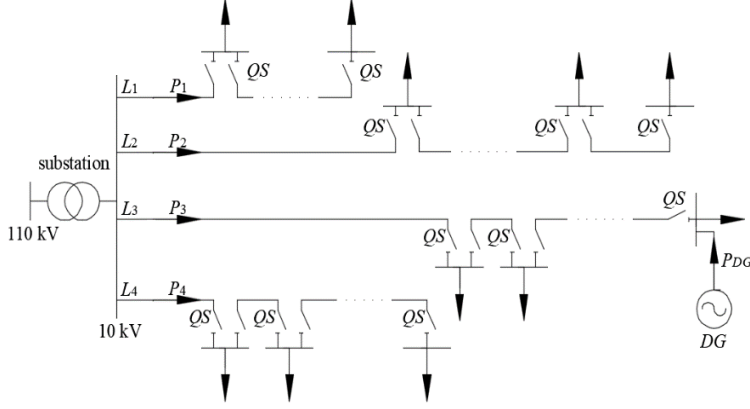 QS
QS
L1
P1
QS
QS
QS
L2
P2
substation
QS
L3
P3
110 kV
QS
QS
PDG
L4
P4
QS
QS
QS
10 kV
DG